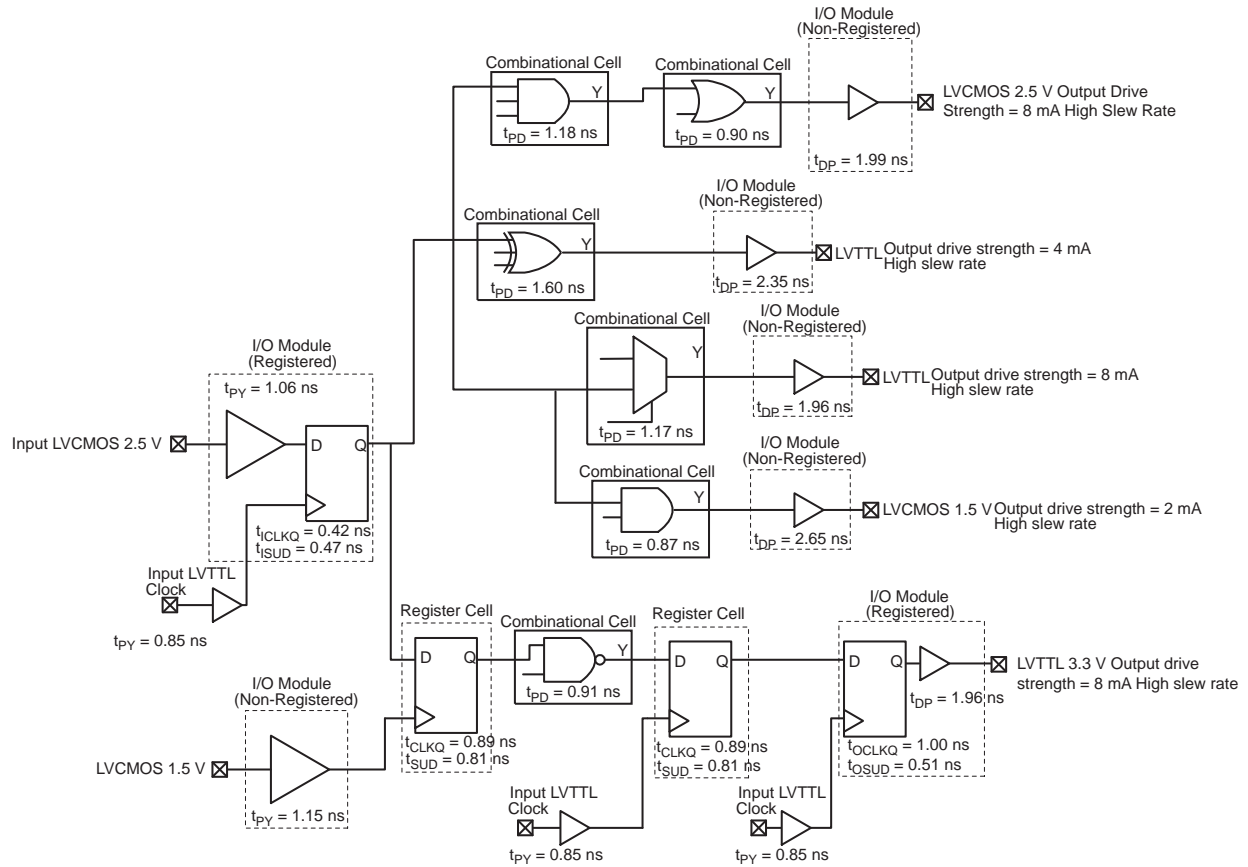 I/O Module
(Non-Registered)
Combinational Cell
Y
tPD = 1.18 ns
Combinational Cell
Y
tPD = 0.90 ns
tDP = 1.99 ns
LVCMOS 2.5 V Output Drive
Strength = 8 mA High Slew Rate
I/O Module
(Non-Registered)
Combinational Cell
Y
tPD = 1.60 ns
tDP = 2.35 ns
LVTTL Output drive strength = 4 mA
High slew rate
Combinational Cell
Y
tPD = 1.17 ns
I/O Module
(Non-Registered)
tDP = 1.96 ns
LVTTL Output drive strength = 8 mA
High slew rate
I/O Module
(Registered)
tPY = 1.06 ns
Input LVCMOS 2.5 V
D
Q
tICLKQ = 0.42 ns
tISUD = 0.47 ns
Input LVTTL
Clock
tPY = 0.85 ns
Combinational Cell
Y
tPD = 0.87 ns
I/O Module
(Non-Registered)
tDP = 2.65 ns
LVCMOS 1.5 V Output drive strength = 2 mA
High slew rate
I/O Module
(Non-Registered)
LVCMOS 1.5 V
tPY = 1.15 ns
Register Cell
D
Q
tCLKQ = 0.89 ns
tSUD = 0.81 ns
Combinational Cell
Y
tPD = 0.91 ns
Register Cell
D
Q
tCLKQ = 0.89 ns
tSUD = 0.81 ns
Input LVTTL
Clock
tPY = 0.85 ns
I/O Module
(Registered)
D
Q
tDP = 1.96 ns
tOCLKQ = 1.00 ns
tOSUD = 0.51 ns
LVTTL 3.3 V Output drive
strength = 8 mA High slew rate
Input LVTTL
Clock
tPY = 0.85 ns